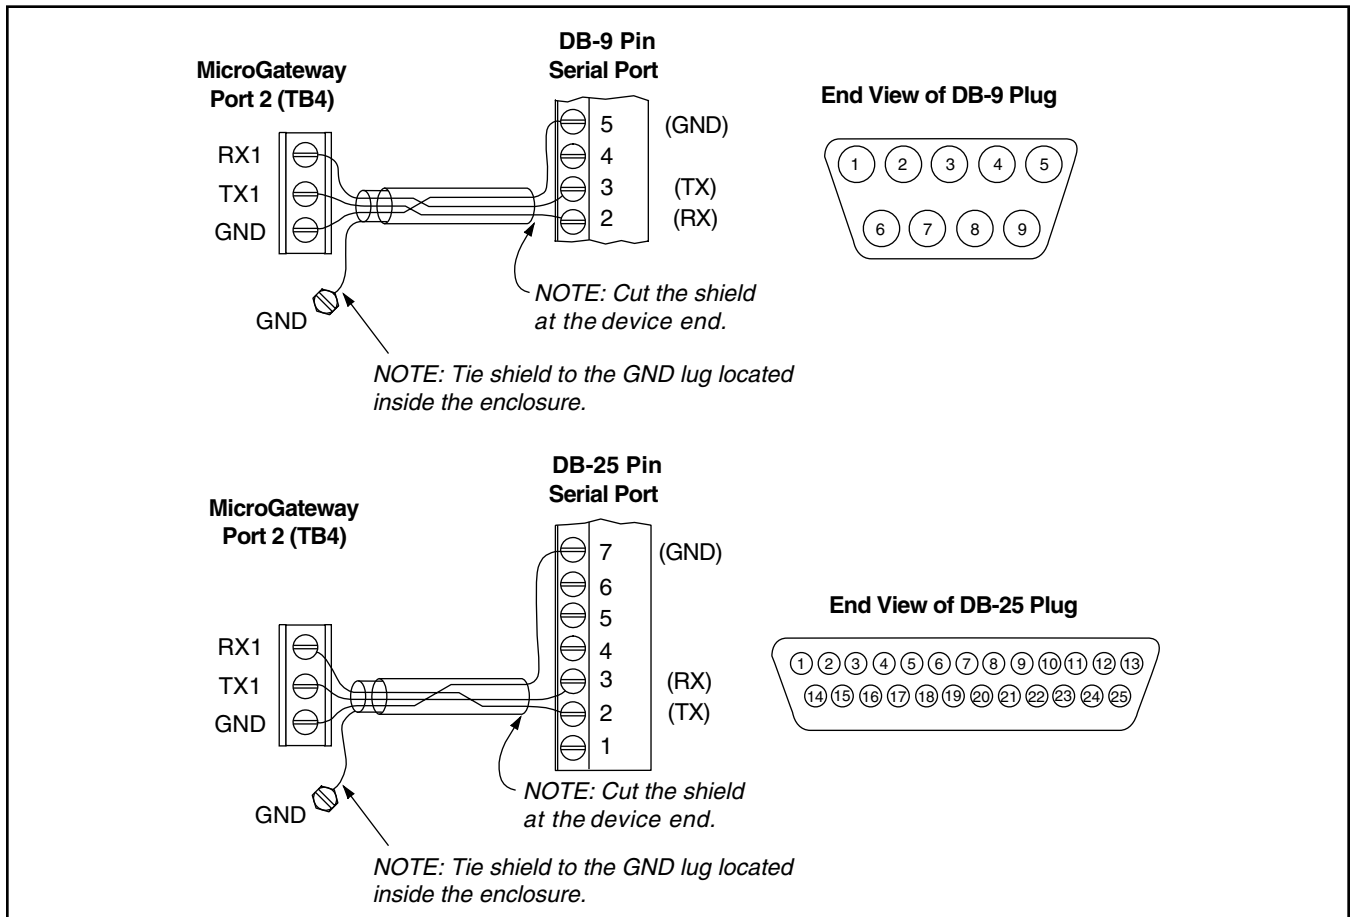 DB-9 Pin
Serial Port
MicroGateway
Port 2 (TB4)
End View of DB-9 Plug
RX1
TX1
GND
5 (GND)
4
3 (TX)
2 (RX)
1 2 3 4 5
6 7 8 9
GND
NOTE: Cut the shield
at the device end.
NOTE: Tie shield to the GND lug located
inside the enclosure.
DB-25 Pin
Serial Port
MicroGateway
Port 2 (TB4)
7 (GND)
6
5
4
3 (RX)
2 (TX)
1
RX1
TX1
GND
End View of DB-25 Plug
1 2 3 4 5 6 7 8 9 10 11 12 13
14 15 16 17 18 19 20 21 22 23 24 25
GND
NOTE: Cut the shield
at the device end.
NOTE: Tie shield to the GND lug located
inside the enclosure.